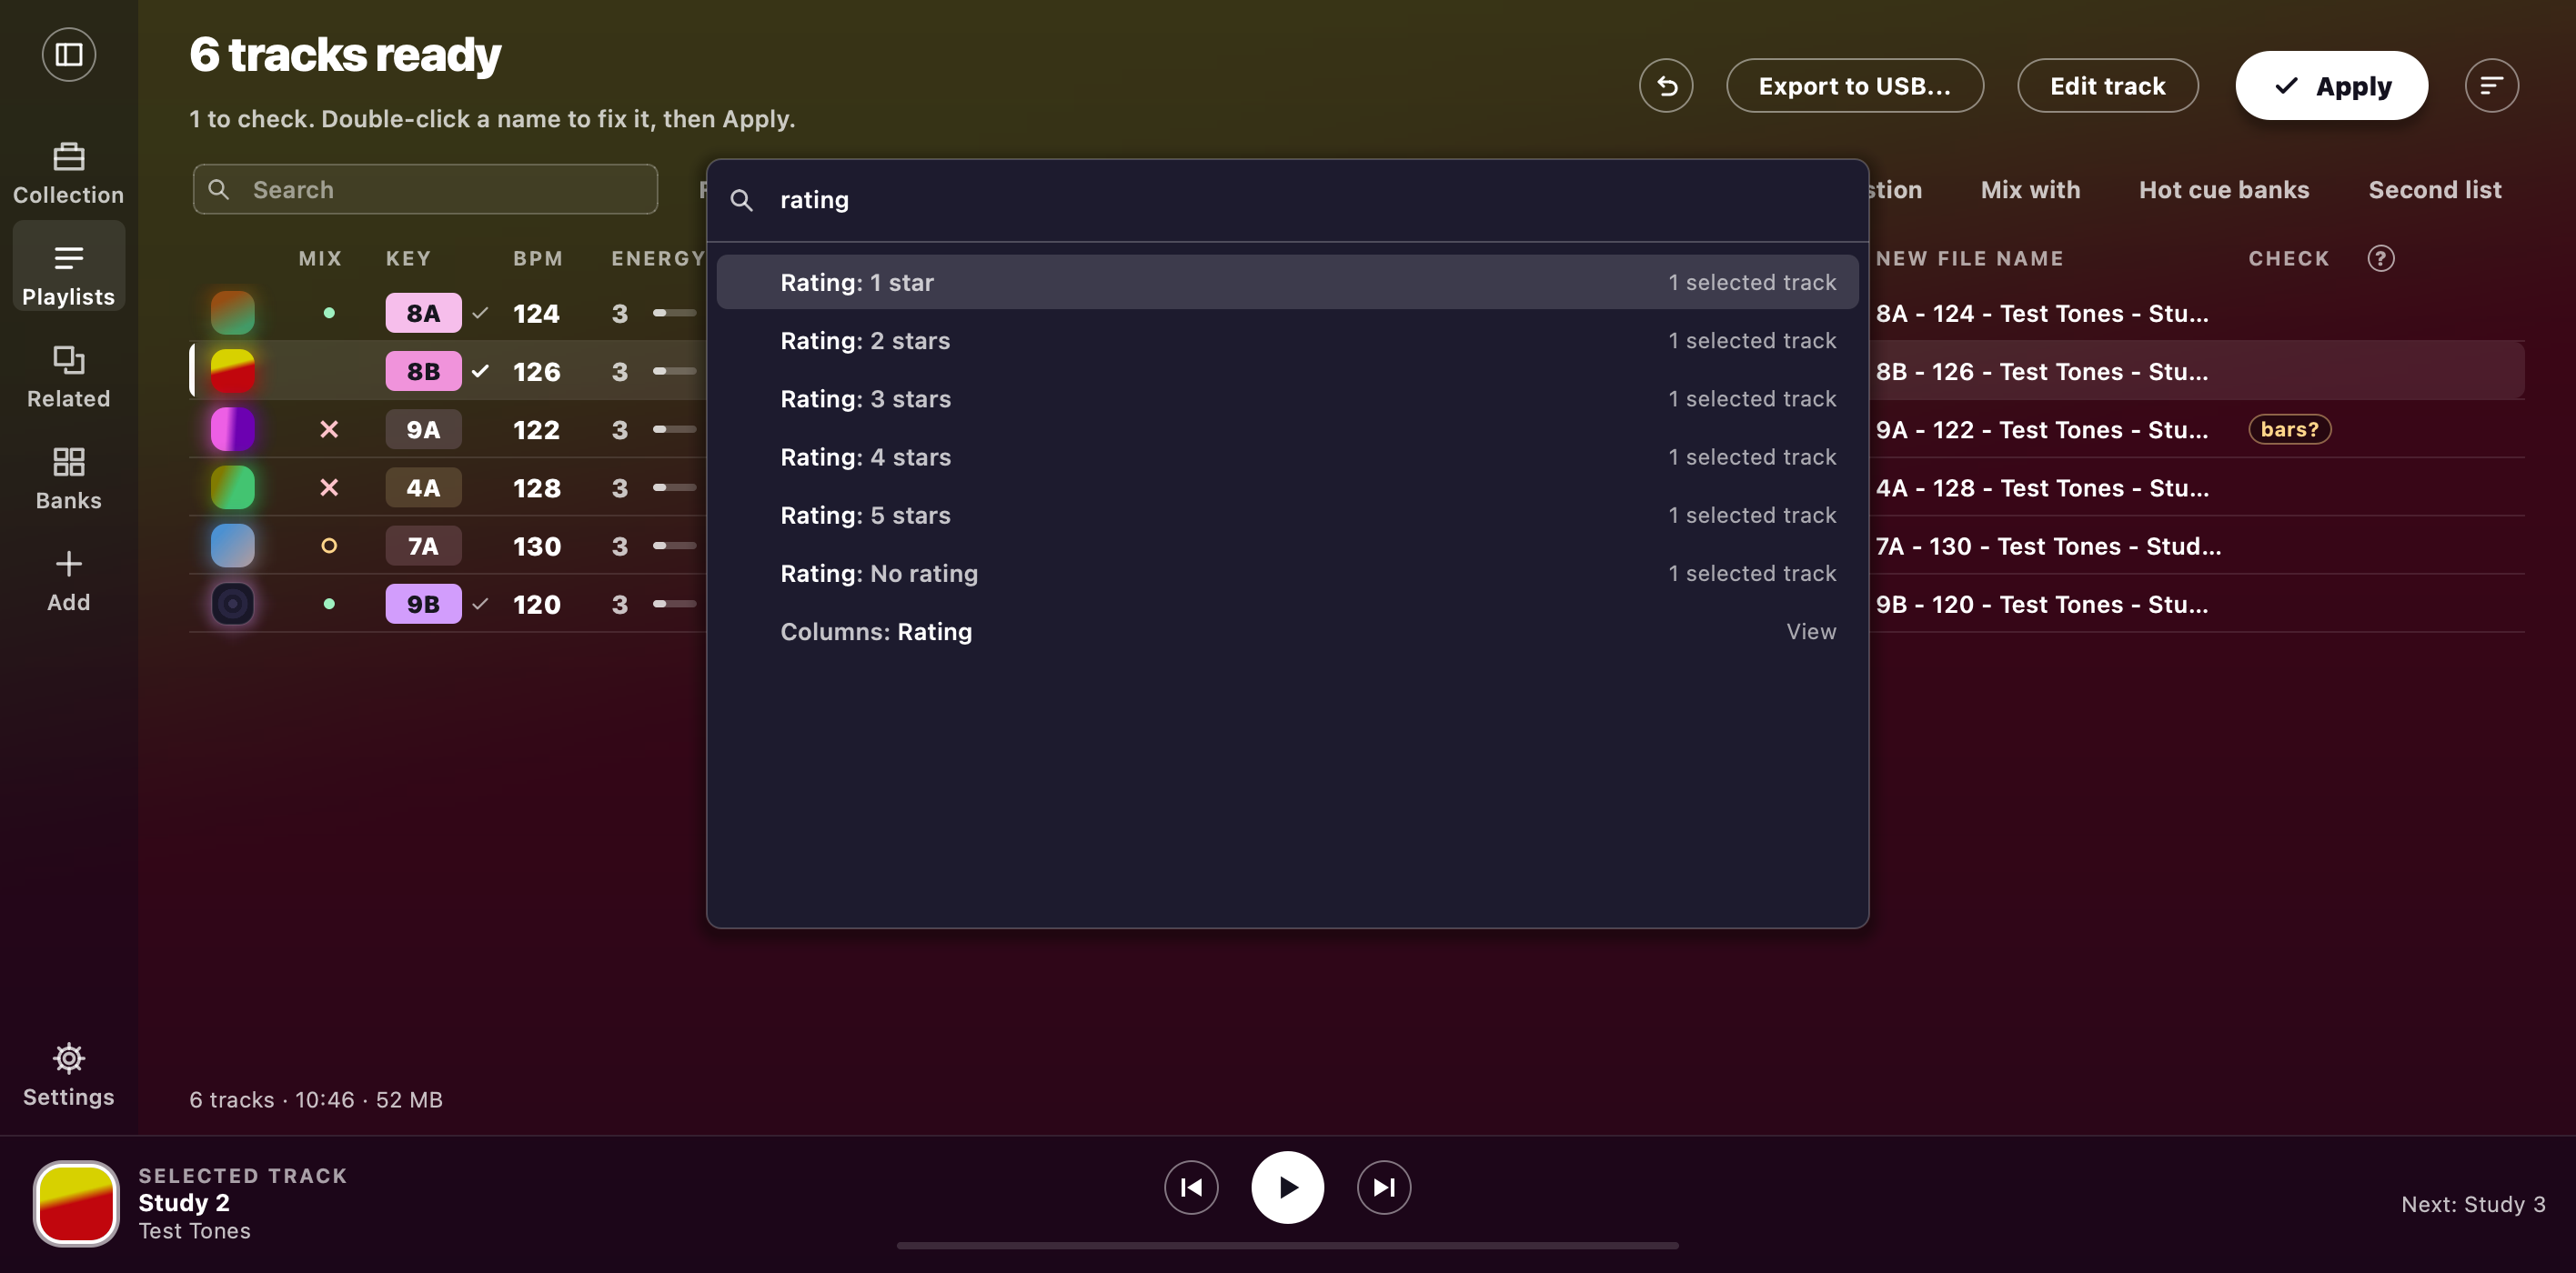 6 tracks ready
1 to check. Double-click a name to fix it, then Apply.
Export to USB...
Edit track
Apply
Collection
Playlists
Related
Banks
Add
Settings
Search
Mix with
Hot cue banks
Second list
MIX KEY BPM ENERGY
NEW FILE NAME CHECK ?
8A 124 3
8A - 124 - Test Tones - Stu...
8B 126 3
8B - 126 - Test Tones - Stu...
9A 122 3
9A - 122 - Test Tones - Stu... bars?
4A 128 3
4A - 128 - Test Tones - Stu...
7A 130 3
7A - 130 - Test Tones - Stud...
9B 120 3
9B - 120 - Test Tones - Stu...
rating
Rating: 1 star 1 selected track
Rating: 2 stars 1 selected track
Rating: 3 stars 1 selected track
Rating: 4 stars 1 selected track
Rating: 5 stars 1 selected track
Rating: No rating 1 selected track
Columns: Rating View
6 tracks · 10:46 · 52 MB
SELECTED TRACK
Study 2
Test Tones
Next: Study 3